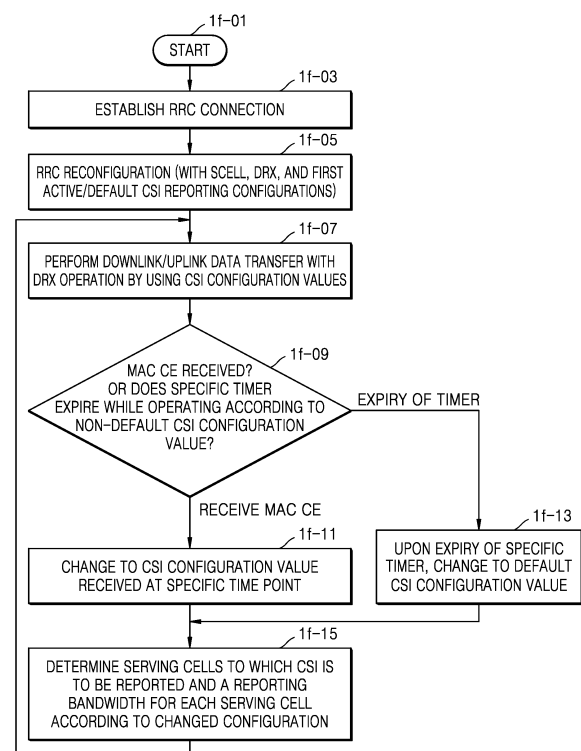 1f-01
START
1f-03
ESTABLISH RRC CONNECTION
1f-05
RRC RECONFIGURATION (WITH SCELL, DRX, AND FIRST
ACTIVE/DEFAULT CSI REPORTING CONFIGURATIONS)
1f-07
PERFORM DOWNLINK/UPLINK DATA TRANSFER WITH
DRX OPERATION BY USING CSI CONFIGURATION VALUES
1f-09
MAC CE RECEIVED?
OR DOES SPECIFIC TIMER
EXPIRE WHILE OPERATING ACCORDING TO
NON-DEFAULT CSI CONFIGURATION
VALUE?
EXPIRY OF TIMER
RECEIVE MAC CE
1f-11
CHANGE TO CSI CONFIGURATION VALUE
RECEIVED AT SPECIFIC TIME POINT
1f-13
UPON EXPIRY OF SPECIFIC
TIMER, CHANGE TO DEFAULT
CSI CONFIGURATION VALUE
1f-15
DETERMINE SERVING CELLS TO WHICH CSI IS
TO BE REPORTED AND A REPORTING
BANDWIDTH FOR EACH SERVING CELL
ACCORDING TO CHANGED CONFIGURATION